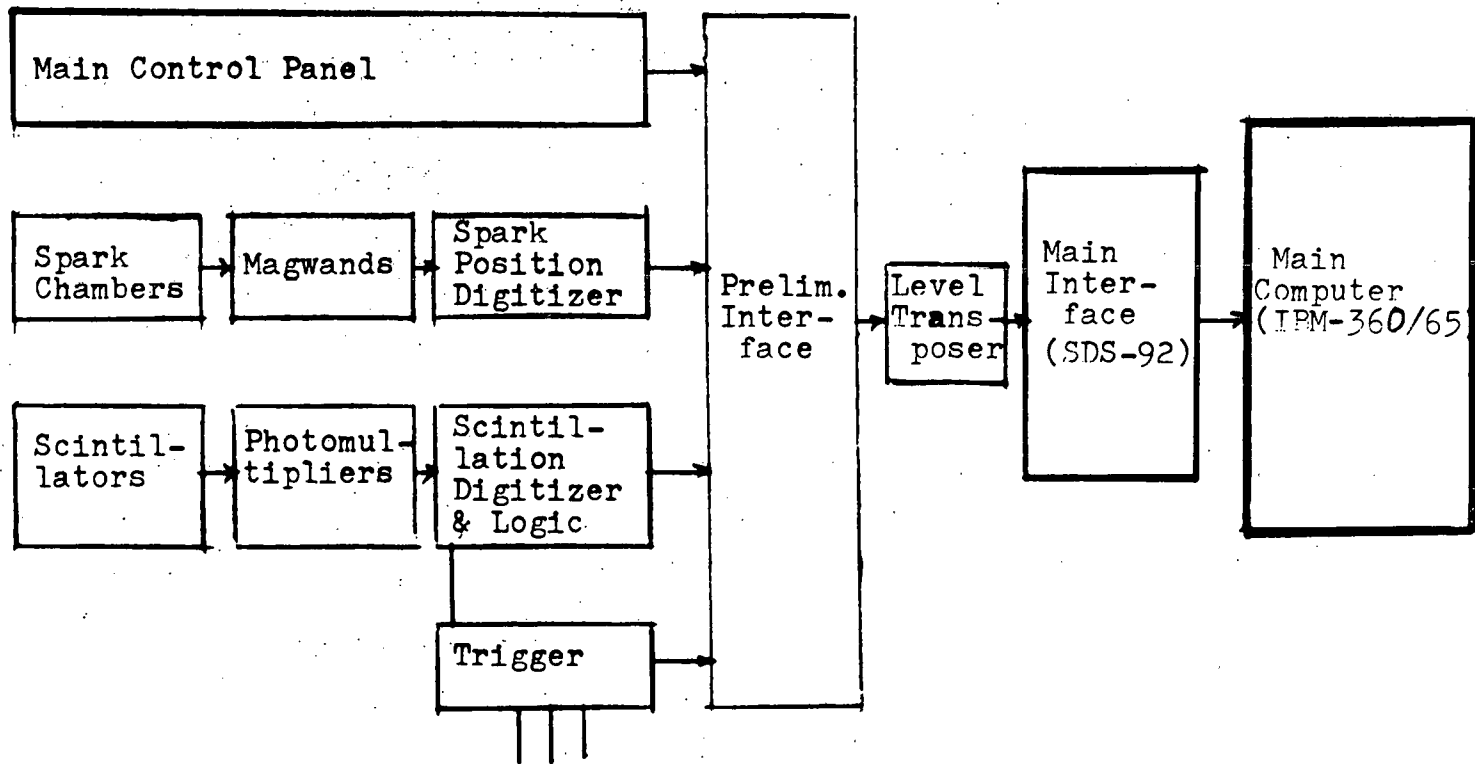 Main Control Panel
Spark
Chambers
Magwands
Spark
Position
Digitizer
Scintil-
lators
Photomul-
tipliers
Scintil-
lation
Digitizer
& Logic
Trigger
Prelim.
Inter-
face
Level
Trans-
poser
Main
Inter-
face
(SDS-92)
Main
Computer
(IBM-360/65)